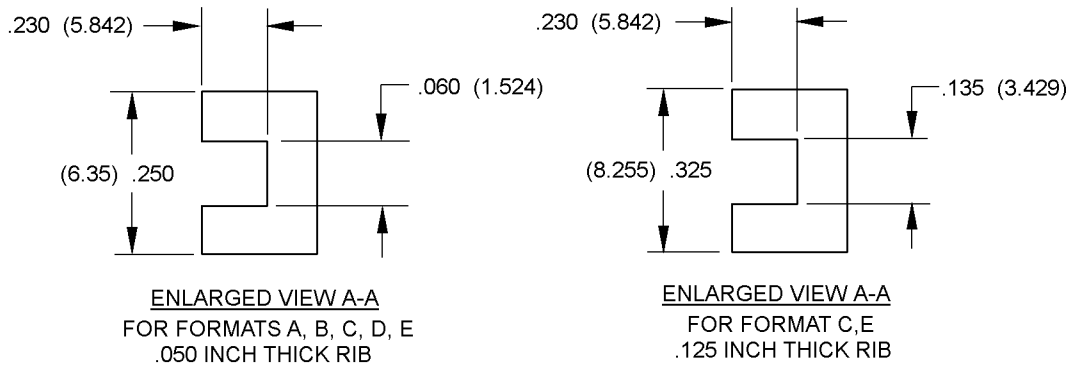 .230 (5.842)
.060 (1.524)
(6.35) .250
ENLARGED VIEW A-A
FOR FORMATS A, B, C, D, E
.050 INCH THICK RIB
.230 (5.842)
.135 (3.429)
(8.255) .325
ENLARGED VIEW A-A
FOR FORMAT C,E
.125 INCH THICK RIB